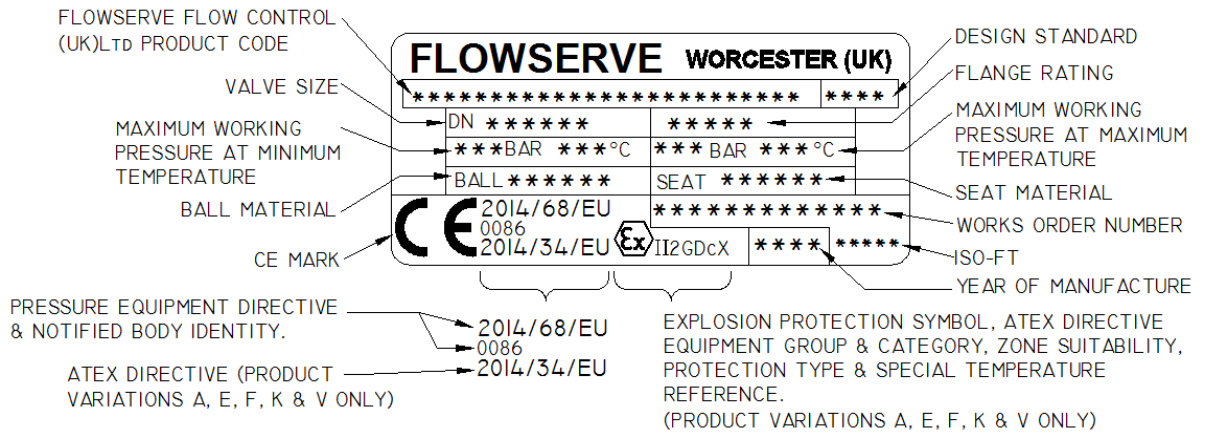 FLOWSERVE FLOW CONTROL
(UK)LTD PRODUCT CODE
VALVE SIZE
MAXIMUM WORKING
PRESSURE AT MINIMUM
TEMPERATURE
BALL MATERIAL
CE MARK
FLOWSERVE WORCESTER (UK)
************************* ****
DN ****** *****
***BAR ***°C *** BAR ***°C
BALL ****** SEAT ******
CE 2014/68/EU *************
0086
2014/34/EU Ex II2GDcX **** *****
DESIGN STANDARD
FLANGE RATING
MAXIMUM WORKING
PRESSURE AT MAXIMUM
TEMPERATURE
SEAT MATERIAL
WORKS ORDER NUMBER
ISO-FT
YEAR OF MANUFACTURE
PRESSURE EQUIPMENT DIRECTIVE
& NOTIFIED BODY IDENTITY.
ATEX DIRECTIVE (PRODUCT
VARIATIONS A, E, F, K & V ONLY)
2014/68/EU
0086
2014/34/EU
EXPLOSION PROTECTION SYMBOL, ATEX DIRECTIVE
EQUIPMENT GROUP & CATEGORY, ZONE SUITABILITY,
PROTECTION TYPE & SPECIAL TEMPERATURE
REFERENCE.
(PRODUCT VARIATIONS A, E, F, K & V ONLY)